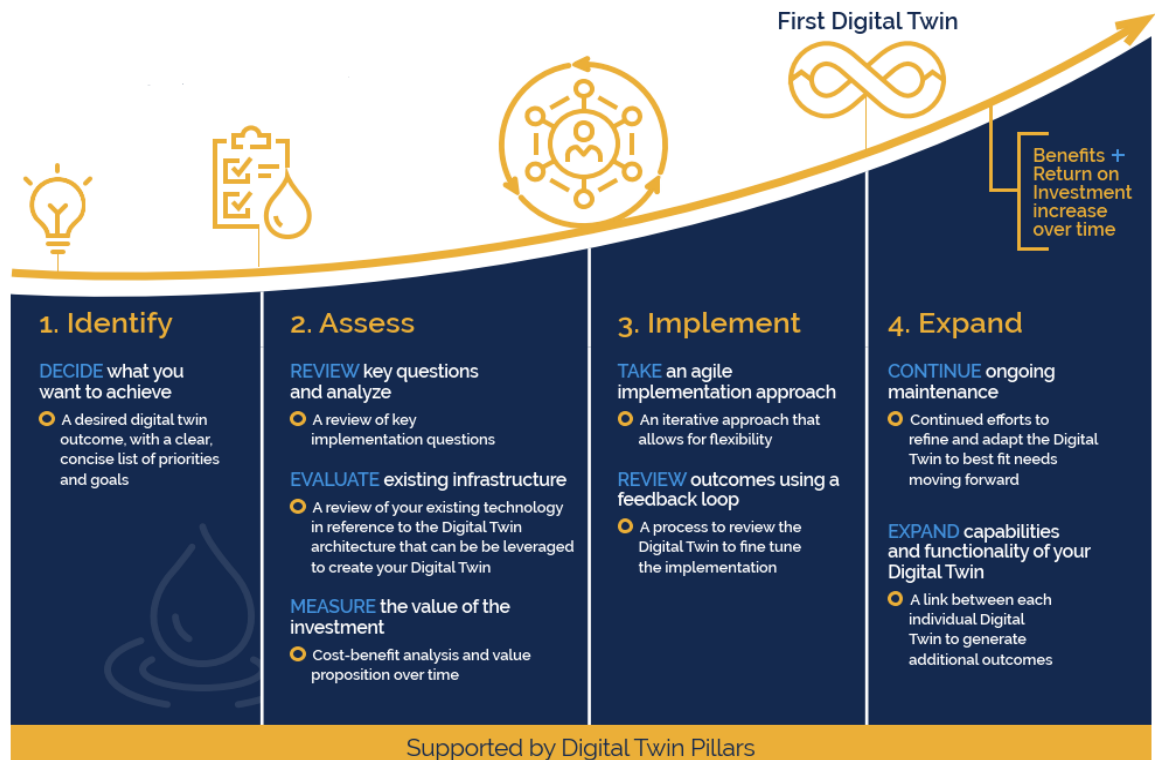 First Digital Twin
Benefits +
Return on
Investment
increase
over time
1. Identify
DECIDE what you
want to achieve
A desired digital twin
outcome, with a clear,
concise list of priorities
and goals
2. Assess
REVIEW key questions
and analyze
A review of key
implementation questions
EVALUATE existing infrastructure
A review of your existing technology
in reference to the Digital Twin
architecture that can be be leveraged
to create your Digital Twin
MEASURE the value of the
investment
Cost-benefit analysis and value
proposition over time
3. Implement
TAKE an agile
implementation approach
An iterative approach that
allows for flexibility
REVIEW outcomes using a
feedback loop
A process to review the
Digital Twin to fine tune
the implementation
4. Expand
CONTINUE ongoing
maintenance
Continued efforts to
refine and adapt the Digital
Twin to best fit needs
moving forward
EXPAND capabilities
and functionality of your
Digital Twin
A link between each
individual Digital
Twin to generate
additional outcomes
Supported by Digital Twin Pillars